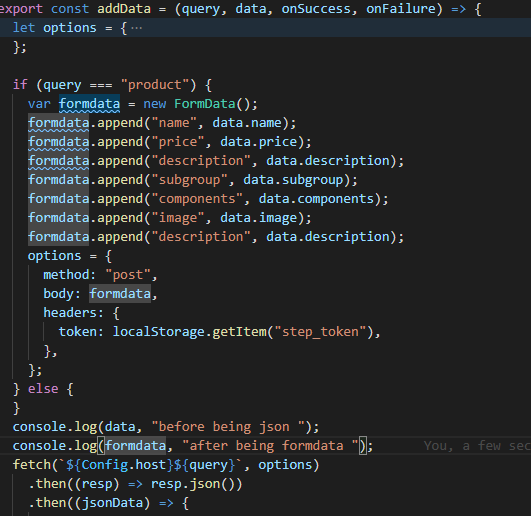 export const addData = (query, data, onSuccess, onFailure) => {
let options = {…
};
if (query === "product") {
var formdata = new FormData();
formdata.append("name", data.name);
formdata.append("price", data.price);
formdata.append("description", data.description);
formdata.append("subgroup", data.subgroup);
formdata.append("components", data.components);
formdata.append("image", data.image);
formdata.append("description", data.description);
options = {
method: "post",
body: formdata,
headers: {
token: localStorage.getItem("step_token"),
},
};
} else {
}
console.log(data, "before being json ");
console.log(formdata, "after being formdata "); You, a few sec
fetch(`${Config.host}${query}`, options)
.then((resp) => resp.json())
.then((jsonData) => {